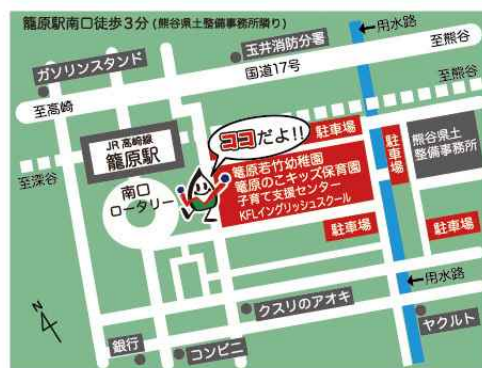 籠原駅南口徒歩3分(熊谷県土整備事務所隣り)
用水路
玉井消防分署
至熊谷
ガソリンスタンド
国道17号
至高崎
至熊谷
ココだよ!!
駐車場
JR高崎線
籠原駅
駐車場
熊谷県土
整備事務所
至深谷
南口
ロータリー
籠原若竹幼稚園
籠原のこキッズ保育園
子育て支援センター
KFLイングリッシュスクール
駐車場
駐車場
用水路
N
クスリのアオキ
ヤクルト
銀行
コンビニ